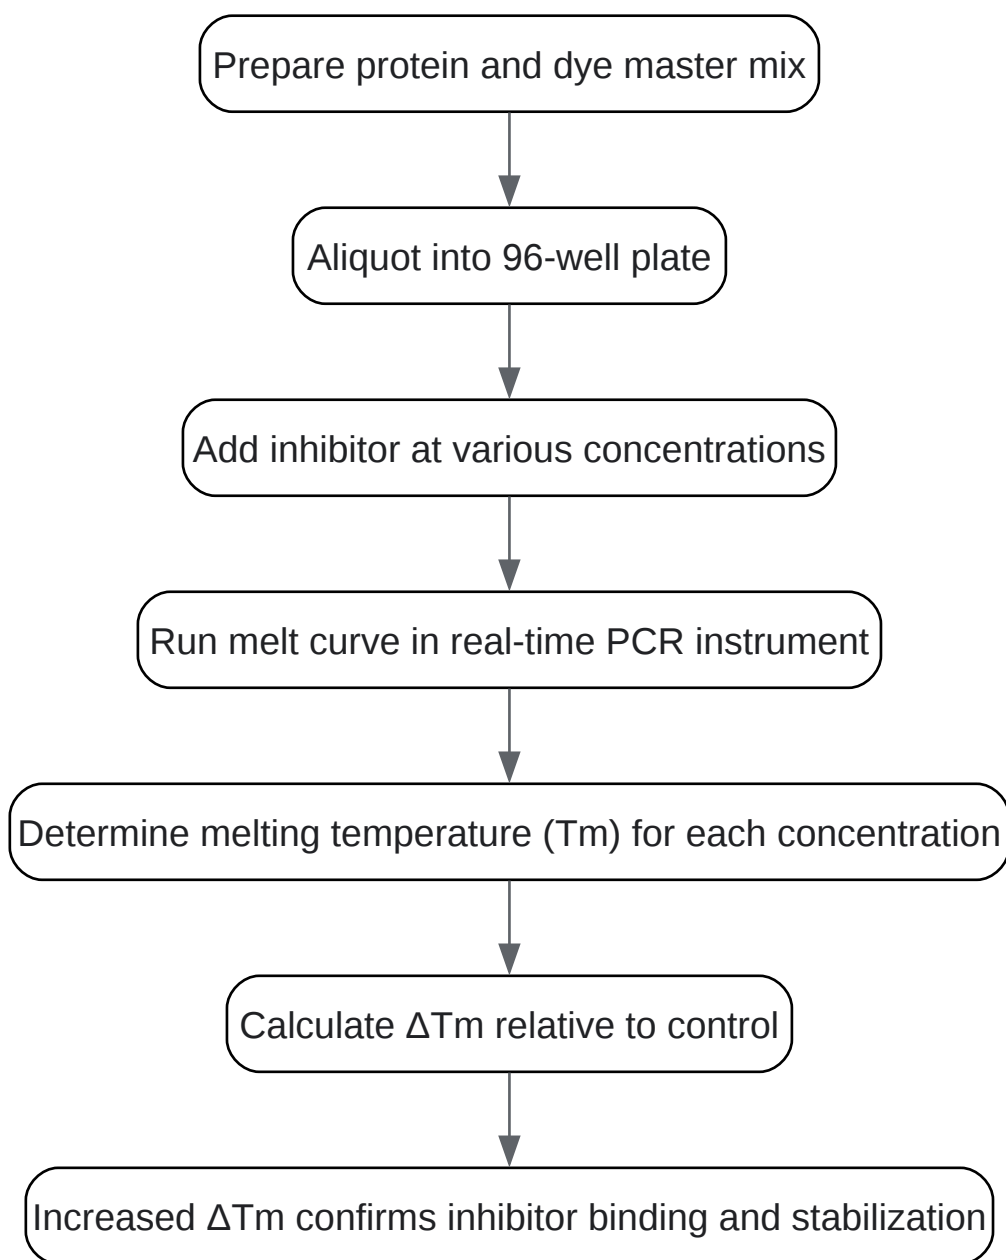 Prepare protein and dye master mix
Aliquot into 96-well plate
Add inhibitor at various concentrations
Run melt curve in real-time PCR instrument
Determine melting temperature (Tm) for each concentration
Calculate ΔTm relative to control
Increased ΔTm confirms inhibitor binding and stabilization